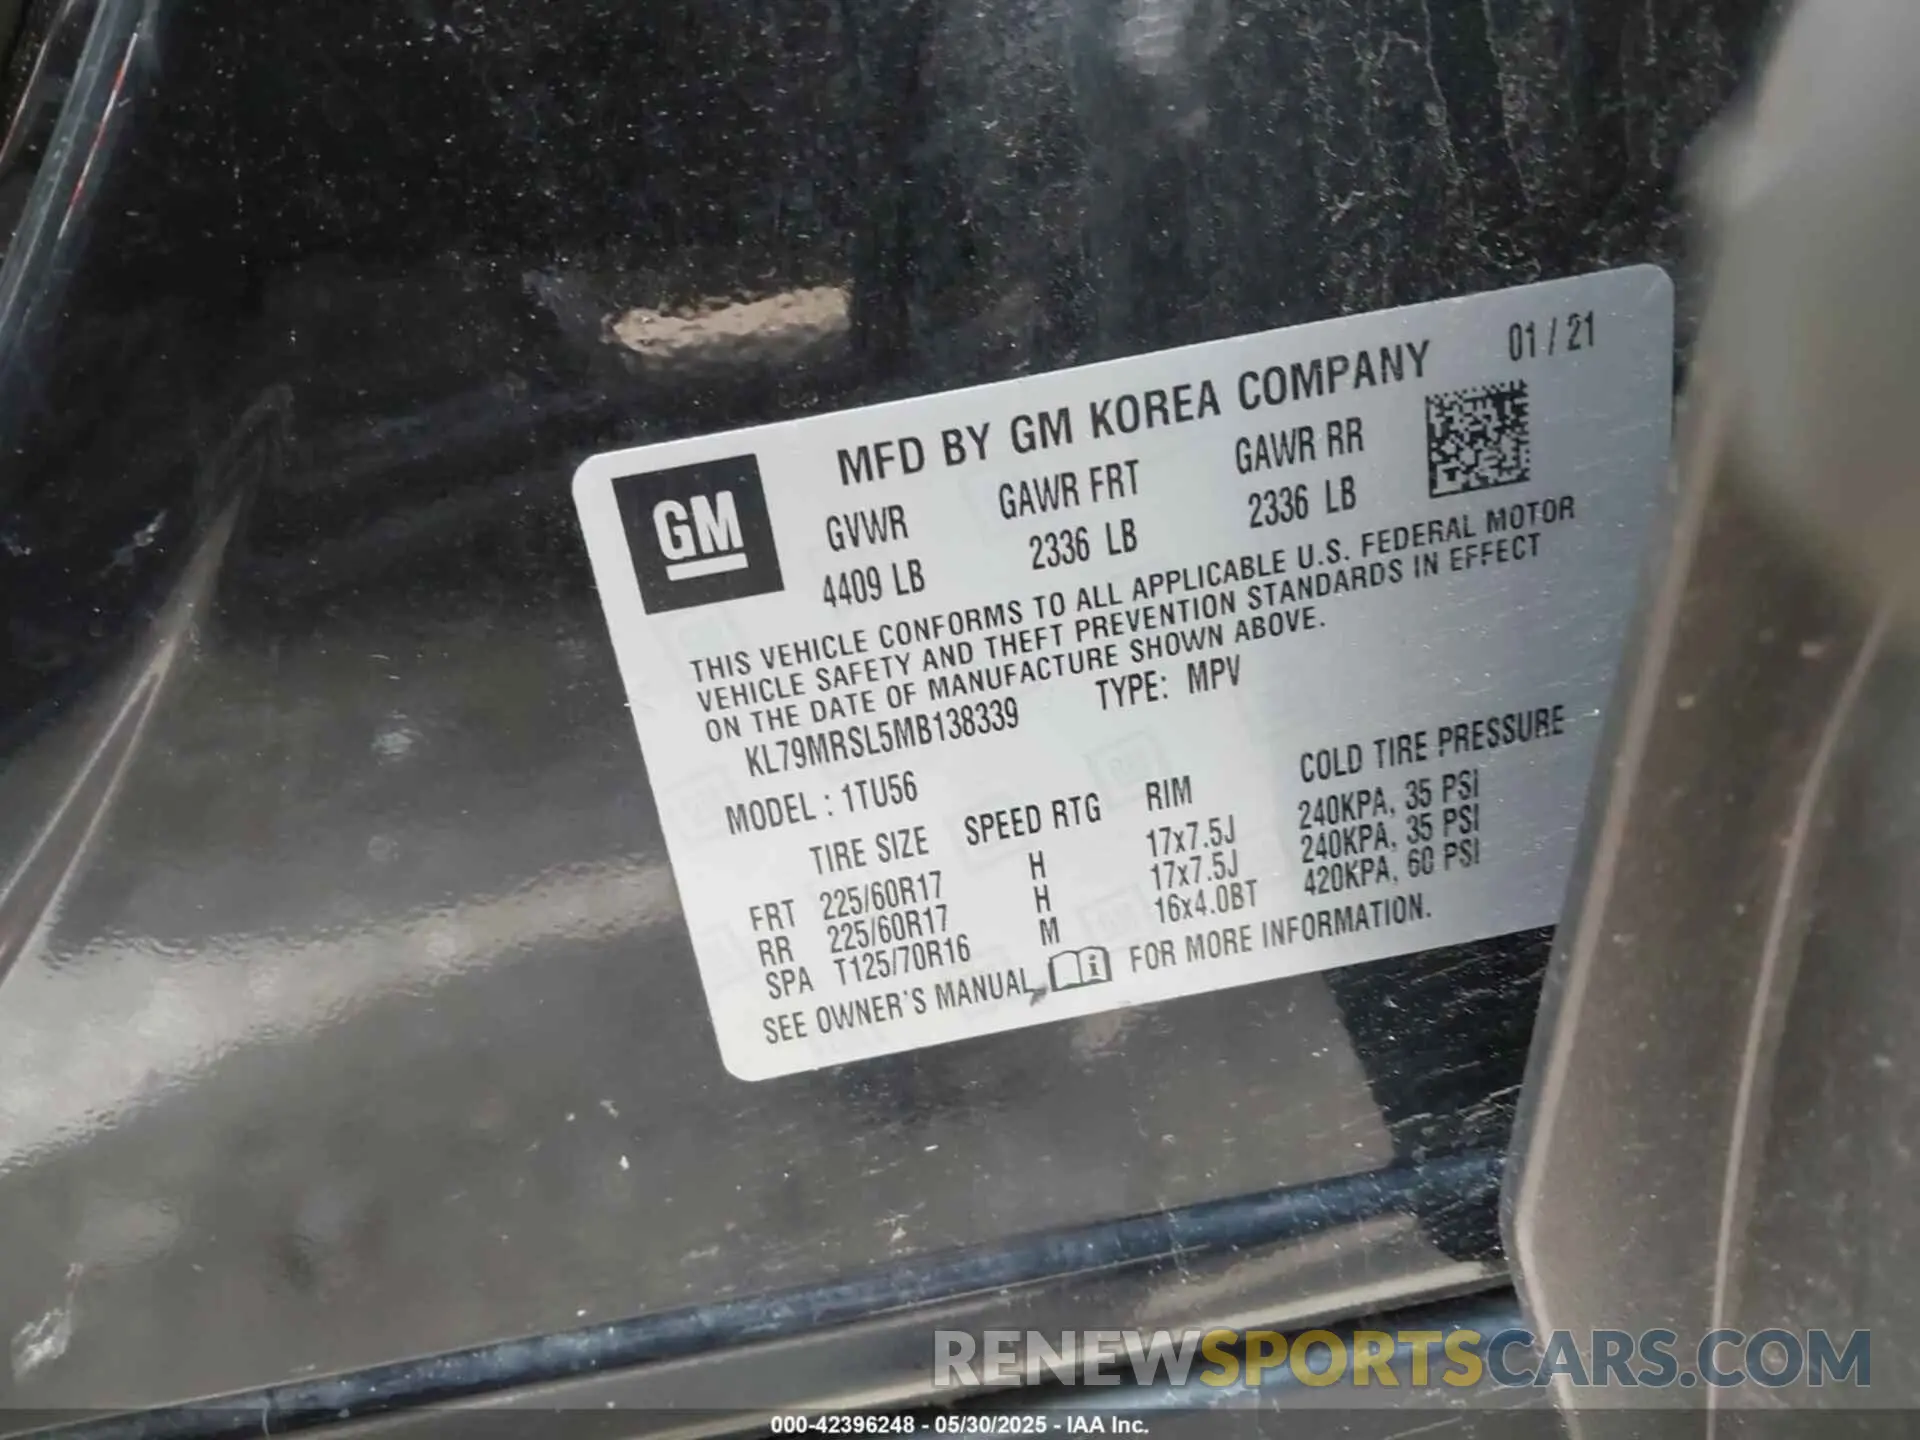 MFD BY GM KOREA COMPANY 01 / 21
GM
GVWR GAWR FRT GAWR RR
4409 LB 2336 LB 2336 LB
THIS VEHICLE CONFORMS TO ALL APPLICABLE U.S. FEDERAL MOTOR
VEHICLE SAFETY AND THEFT PREVENTION STANDARDS IN EFFECT
ON THE DATE OF MANUFACTURE SHOWN ABOVE.
KL79MRSL5MB138339 TYPE: MPV
MODEL : 1TU56
TIRE SIZE SPEED RTG RIM COLD TIRE PRESSURE
FRT 225/60R17 H 17x7.5J 240KPA, 35 PSI
RR 225/60R17 H 17x7.5J 240KPA, 35 PSI
SPA T125/70R16 M 16x4.0BT 420KPA, 60 PSI
SEE OWNER'S MANUAL FOR MORE INFORMATION.
RENEWSPORTSCARS.COM
000-42396248 - 05/30/2025 - IAA Inc.